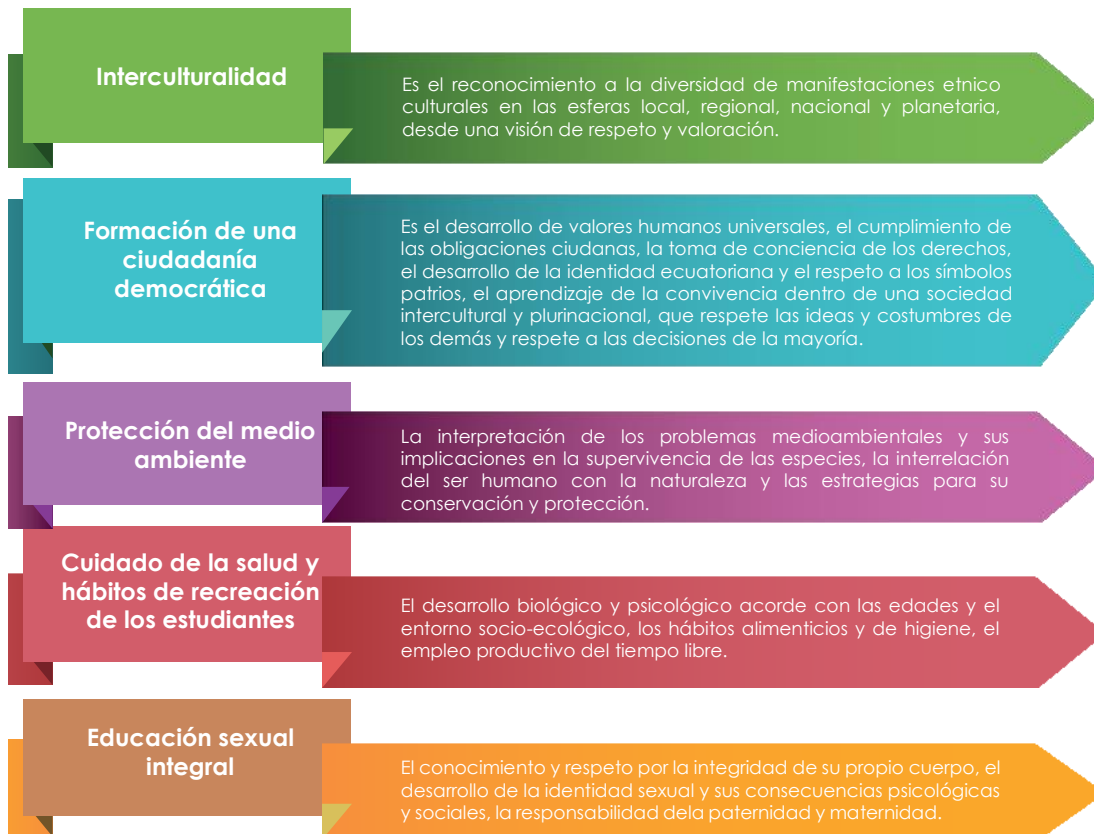 Interculturalidad
Es el reconocimiento a la diversidad de manifestaciones etnico
culturales en las esferas local, regional, nacional y planetaria,
desde una visión de respeto y valoración.
Formación de una
ciudadanía
democrática
Es el desarrollo de valores humanos universales, el cumplimiento de
las obligaciones ciudanas, la toma de conciencia de los derechos,
el desarrollo de la identidad ecuatoriana y el respeto a los símbolos
patrios, el aprendizaje de la convivencia dentro de una sociedad
intercultural y plurinacional, que respete las ideas y costumbres de
los demás y respete a las decisiones de la mayoría.
Protección del medio
ambiente
La interpretación de los problemas medioambientales y sus
implicaciones en la supervivencia de las especies, la interrelación
del ser humano con la naturaleza y las estrategias para su
conservación y protección.
Cuidado de la salud y
hábitos de recreación
de los estudiantes
El desarrollo biológico y psicológico acorde con las edades y el
entorno socio-ecológico, los hábitos alimenticios y de higiene, el
empleo productivo del tiempo libre.
Educación sexual
integral
El conocimiento y respeto por la integridad de su propio cuerpo, el
desarrollo de la identidad sexual y sus consecuencias psicológicas
y sociales, la responsabilidad dela paternidad y maternidad.